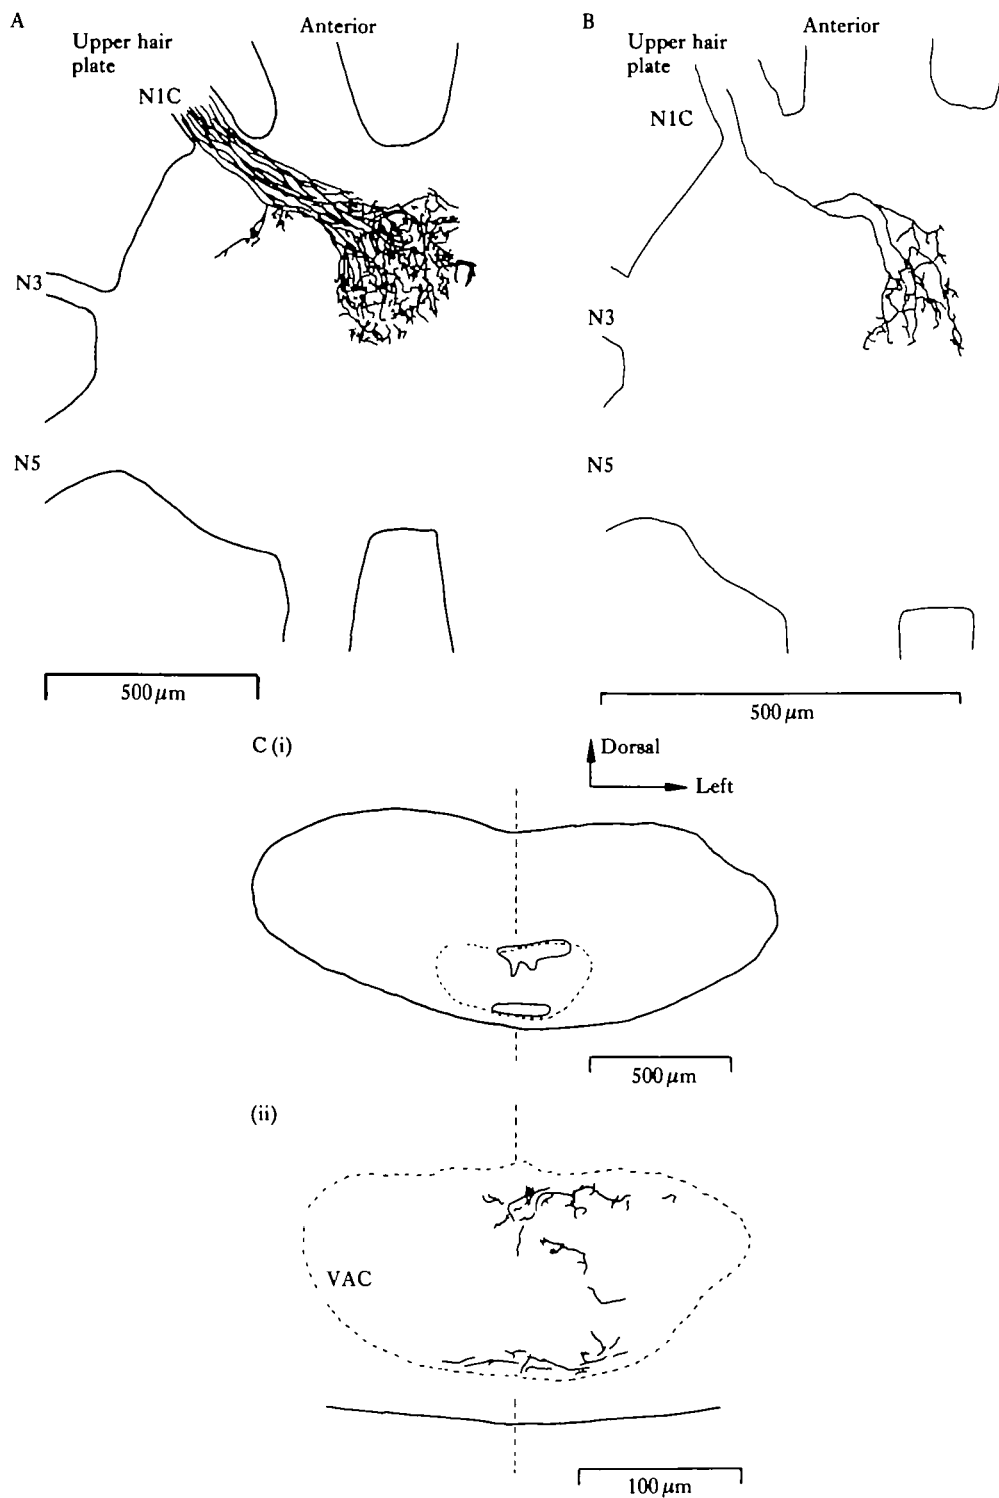 A
Upper hair
plate
Anterior
N1C
N3
N5
500 μm
B
Upper hair
plate
Anterior
N1C
N3
N5
500 μm
C (i)
Dorsal
Left
500 μm
(ii)
VAC
100 μm